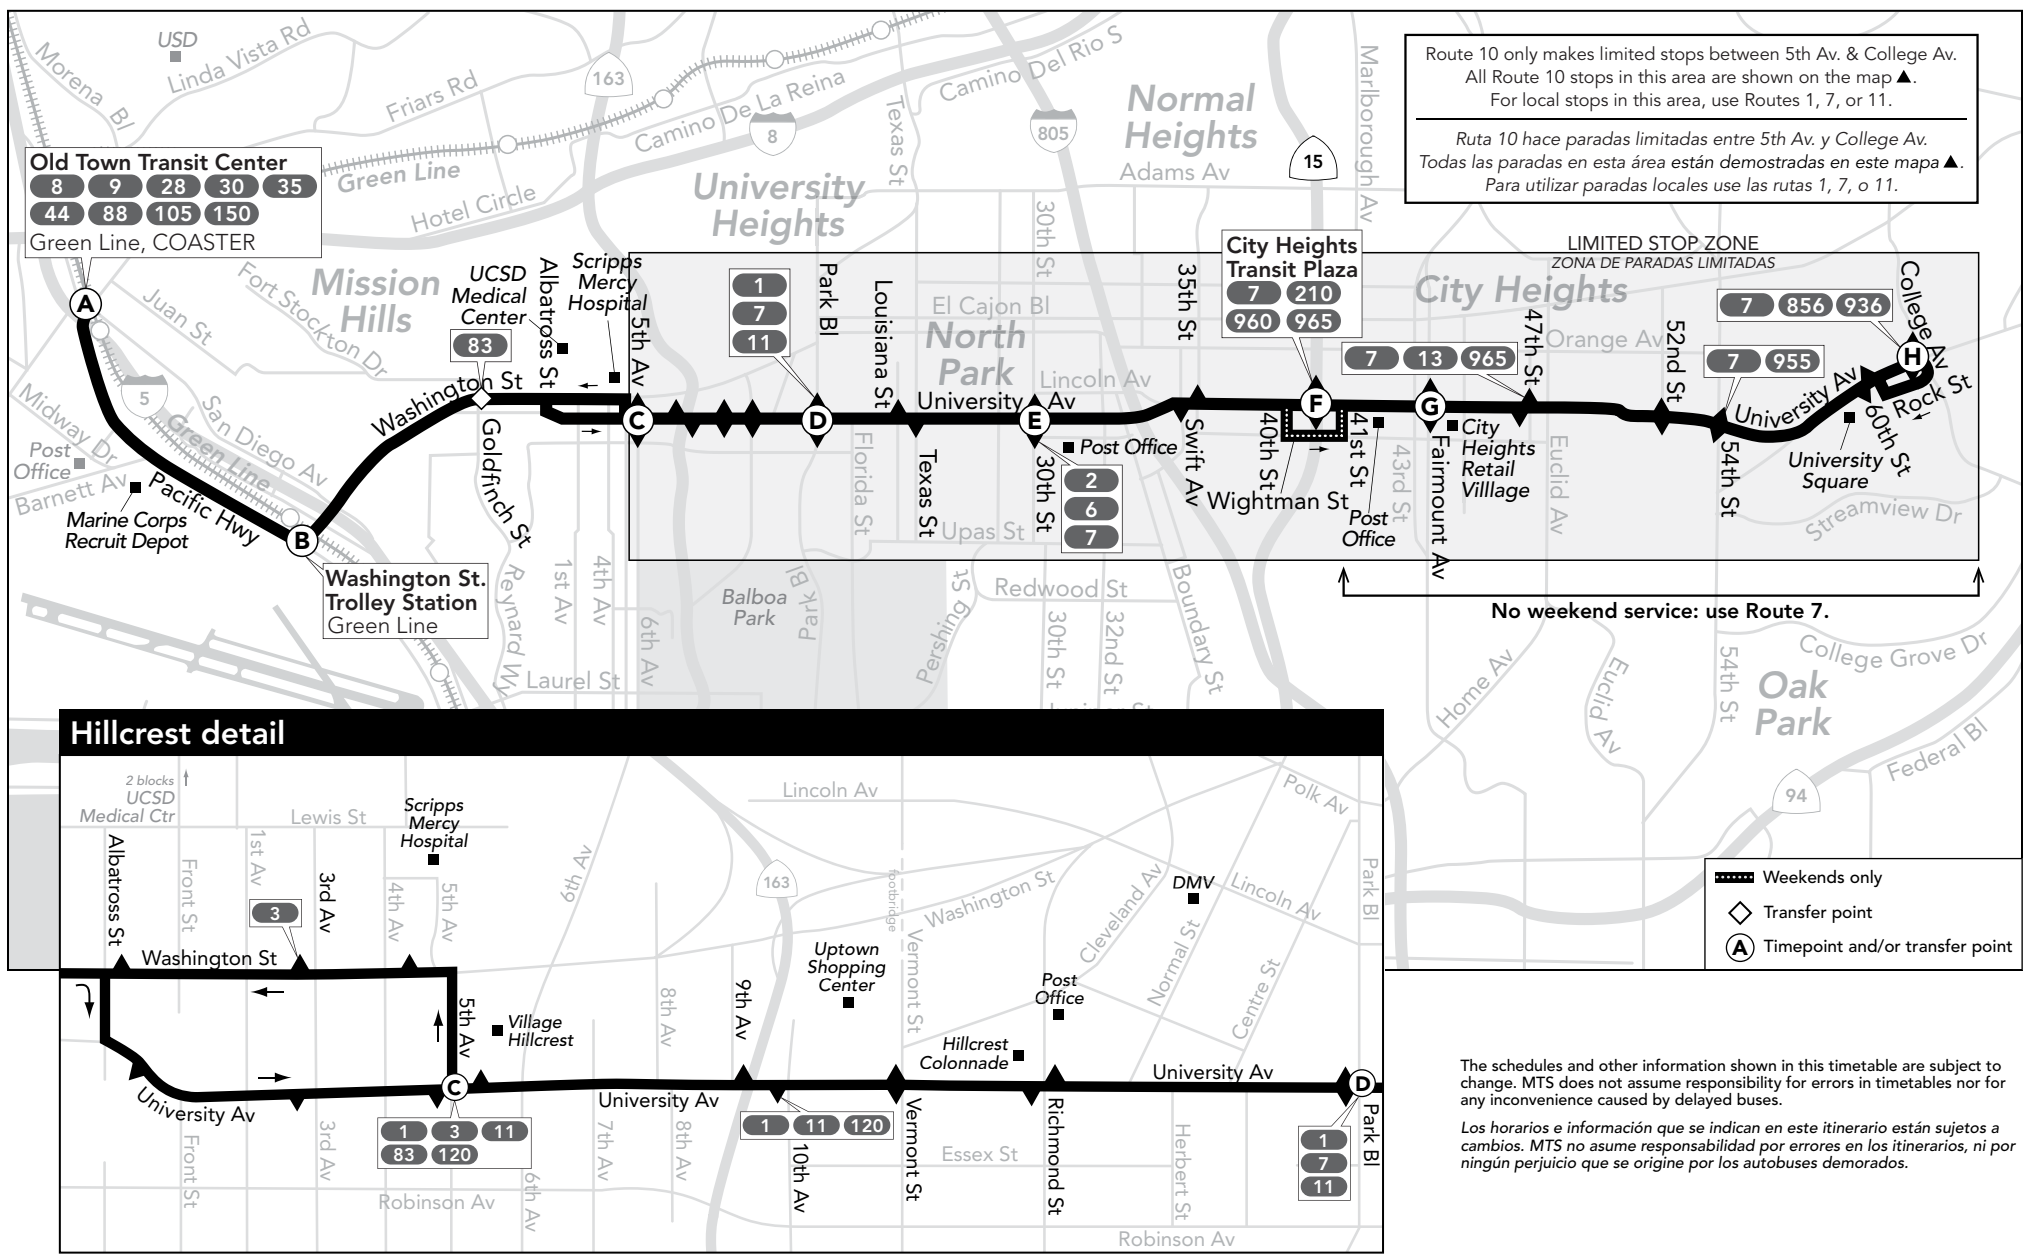 USD
Morena Bl
Linda Vista Rd
Friars Rd
163
Camino De La Reina
Camino Del Rio S
8
Texas St
805
Normal
Heights
Adams Av
15
Marlborough Av
Route 10 only makes limited stops between 5th Av. & College Av.
All Route 10 stops in this area are shown on the map ▲.
For local stops in this area, use Routes 1, 7, or 11.
Ruta 10 hace paradas limitadas entre 5th Av. y College Av.
Todas las paradas en esta área están demostradas en este mapa ▲.
Para utilizar paradas locales use las rutas 1, 7, o 11.
Old Town Transit Center
8 9 28 30 35
44 88 105 150
Green Line, COASTER
Green Line
Hotel Circle
University
Heights
30th St
A
Mission
Hills
Fort Stockton Dr
Juan St
UCSD
Medical
Center
Albatross St
Scripps
Mercy
Hospital
83
5th Av
1
7
11
Park Bl
Louisiana St
El Cajon Bl
North
Park
Lincoln Av
35th St
City Heights
Transit Plaza
7 210
960 965
LIMITED STOP ZONE
ZONA DE PARADAS LIMITADAS
City Heights
7 13 965
47th St
Orange Av
52nd St
7 856 936
College Av
7 955
H
Rock St
5
Midway Dr
San Diego Av
Green Line
Washington St
C
D
University Av
E
F
G
University Av
60th St
Post
Office
Barnett Av
Marine Corps
Recruit Depot
Pacific Hwy
B
Goldfinch St
Florida St
Texas St
Post Office
30th St
2
6
7
Swift Av
40th St
41st St
Wightman St
Post
Office
43rd St
Fairmount Av
City
Heights
Retail
Villlage
Euclid Av
54th St
University
Square
Streamview Dr
Upas St
Washington St.
Trolley Station
Green Line
Reynard Wy
1st Av
4th Av
6th Av
Laurel St
Balboa
Park
Park Bl
Pershing St
Redwood St
30th St
32nd St
Boundary St
No weekend service: use Route 7.
Home Av
Euclid Av
54th St
College Grove Dr
Oak
Park
Federal Bl
94
Hillcrest detail
2 blocks
UCSD
Medical Ctr
Lewis St
Scripps
Mercy
Hospital
Lincoln Av
Polk Av
Albatross St
Front St
1st Av
3rd Av
4th Av
5th Av
6th Av
163
footbridge
Washington St
Cleveland Av
DMV
Lincoln Av
Park Bl
3
Washington St
Uptown
Shopping
Center
Vermont St
Normal St
Centre St
Post
Office
5th Av
Village
Hillcrest
8th Av
9th Av
Hillcrest
Colonnade
University Av
C
University Av
University Av
D
1 3 11
83 120
1 11 120
1
7
11
Park Bl
Front St
3rd Av
6th Av
7th Av
8th Av
10th Av
Vermont St
Essex St
Richmond St
Herbert St
Robinson Av
Robinson Av
Weekends only
Transfer point
A Timepoint and/or transfer point
The schedules and other information shown in this timetable are subject to
change. MTS does not assume responsibility for errors in timetables nor for
any inconvenience caused by delayed buses.
Los horarios e información que se indican en este itinerario están sujetos a
cambios. MTS no asume responsabilidad por errores en los itinerarios, ni por
ningún perjuicio que se origine por los autobuses demorados.